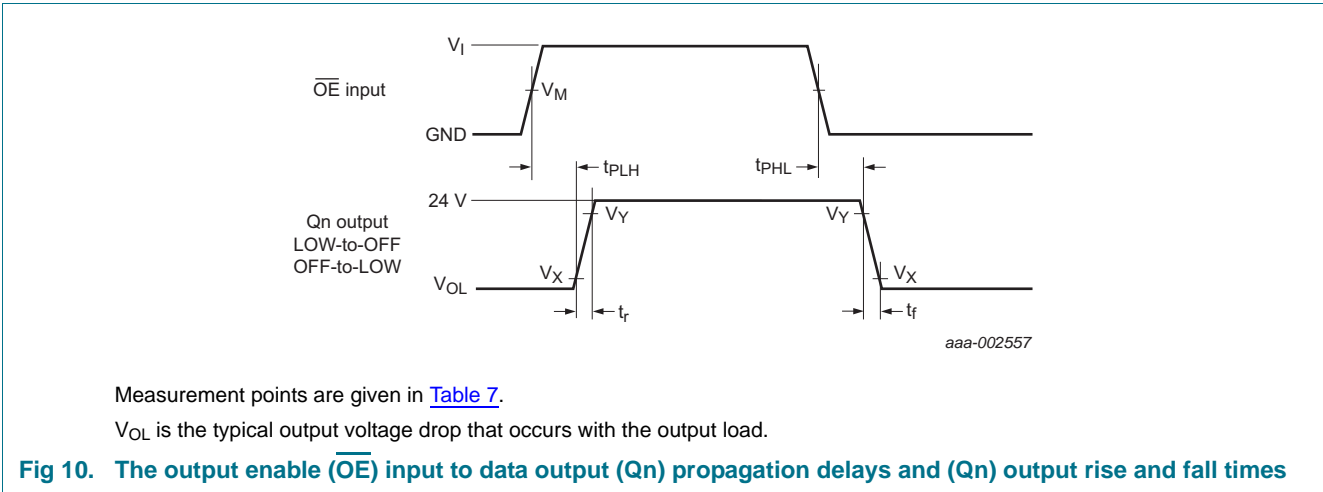 V_I
OE input
V_M
GND
t_PLH
t_PHL
24 V
Qn output
LOW-to-OFF
OFF-to-LOW
V_Y
V_Y
V_X
V_X
V_OL
t_r
t_f
aaa-002557
Measurement points are given in Table 7.
V_OL is the typical output voltage drop that occurs with the output load.
Fig 10. The output enable (OE) input to data output (Qn) propagation delays and (Qn) output rise and fall times